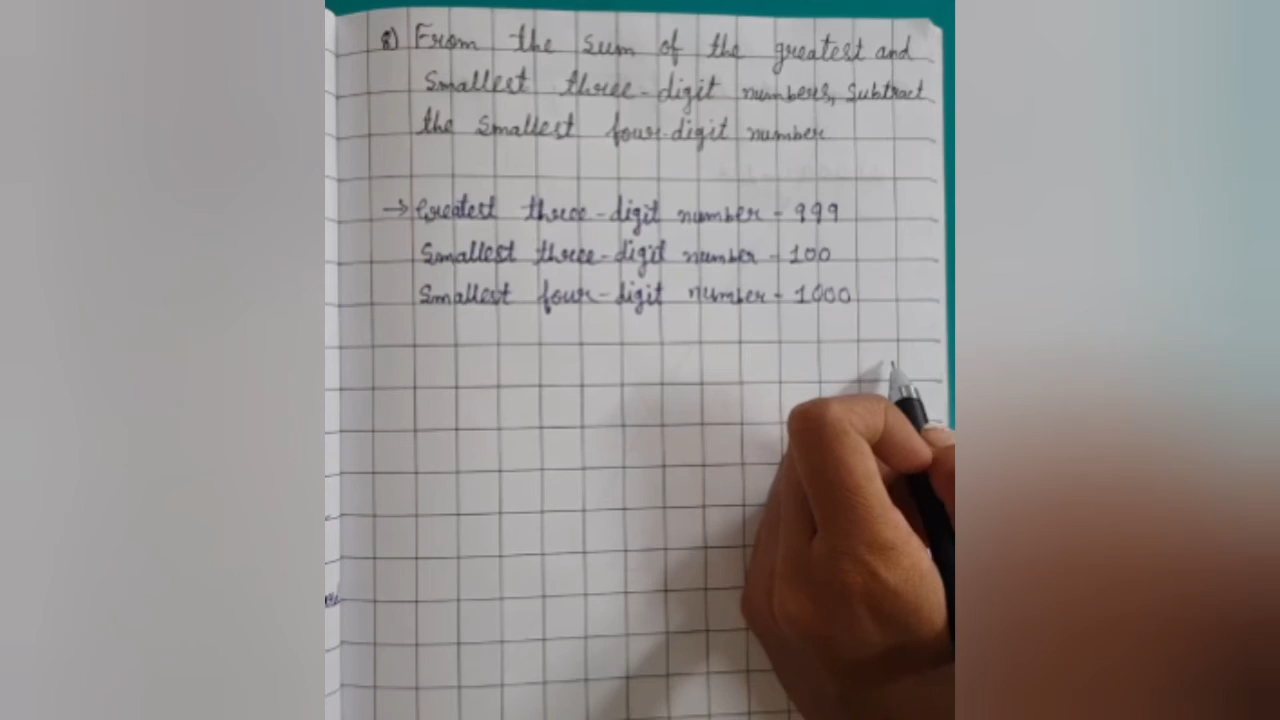 8) From the sum of the greatest and
Smallest three-digit numbers, Subtract
the smallest four-digit number
→ Greatest three-digit number - 999
Smallest three-digit number - 100
Smallest four-digit number - 1000